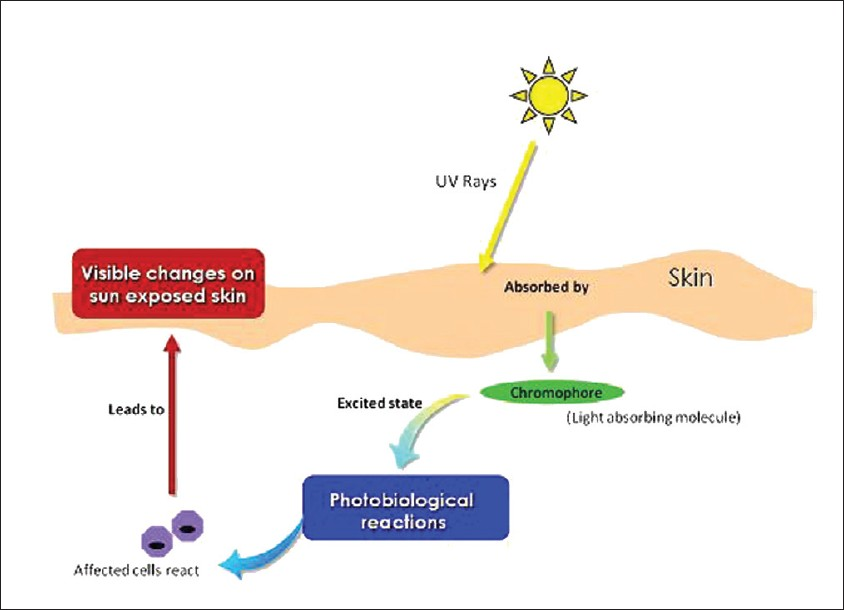 UV Rays
Absorbed by
Skin
Chromophore
(Light absorbing molecule)
Excited state
Photobiological
reactions
Affected cells react
Leads to
Visible changes on
sun exposed skin